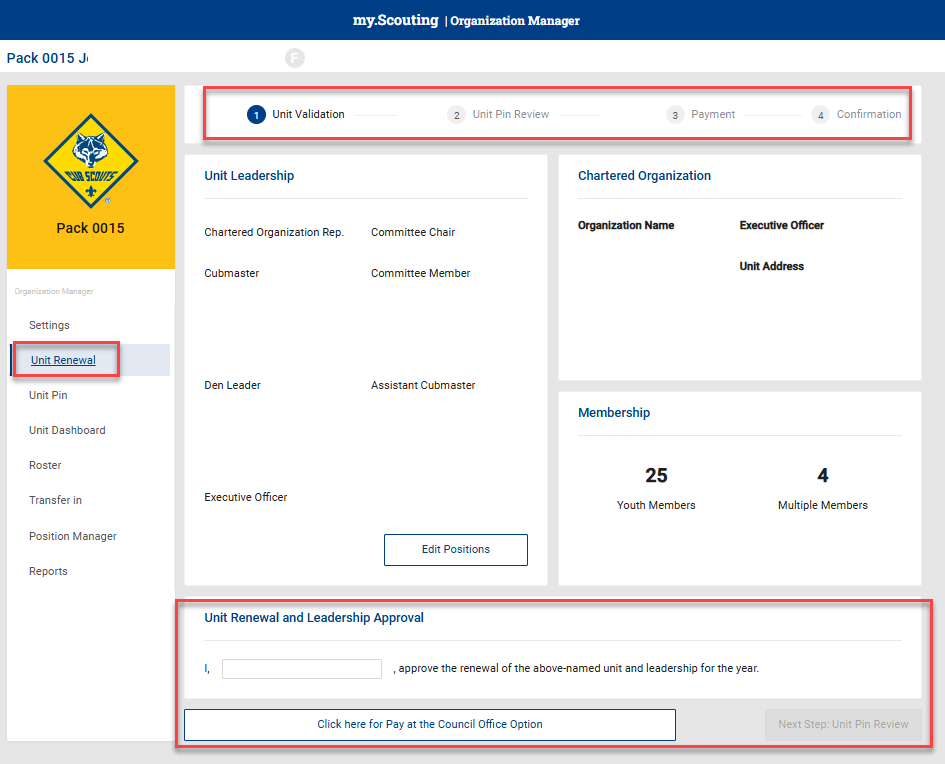 my.Scouting | Organization Manager
Pack 0015
F
CUB SCOUTS
Pack 0015
Organization Manager
Settings
Unit Renewal
Unit Pin
Unit Dashboard
Roster
Transfer in
Position Manager
Reports
1 Unit Validation 2 Unit Pin Review 3 Payment 4 Confirmation
Unit Leadership
Chartered Organization Rep. Committee Chair
Cubmaster Committee Member
Den Leader Assistant Cubmaster
Executive Officer
Edit Positions
Chartered Organization
Organization Name Executive Officer
Unit Address
Membership
25 4
Youth Members Multiple Members
Unit Renewal and Leadership Approval
I, , approve the renewal of the above-named unit and leadership for the year.
Click here for Pay at the Council Office Option Next Step: Unit Pin Review